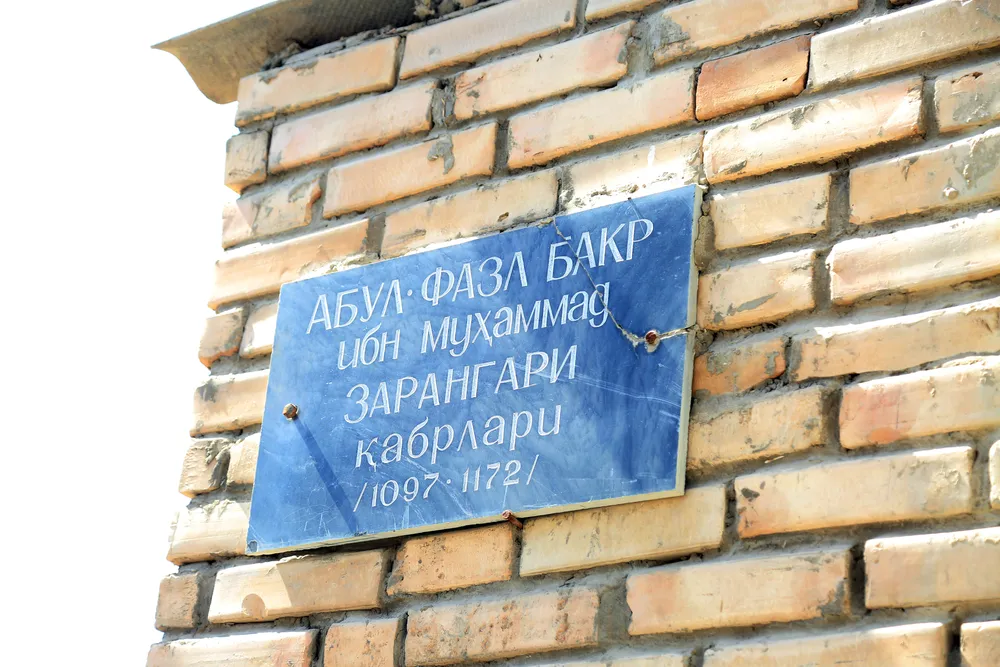 АБУЛ·ФАЗЛ БАКР
ибн муҳаммад
ЗАРАНГАРИ
қабрлари
/1097·1172/